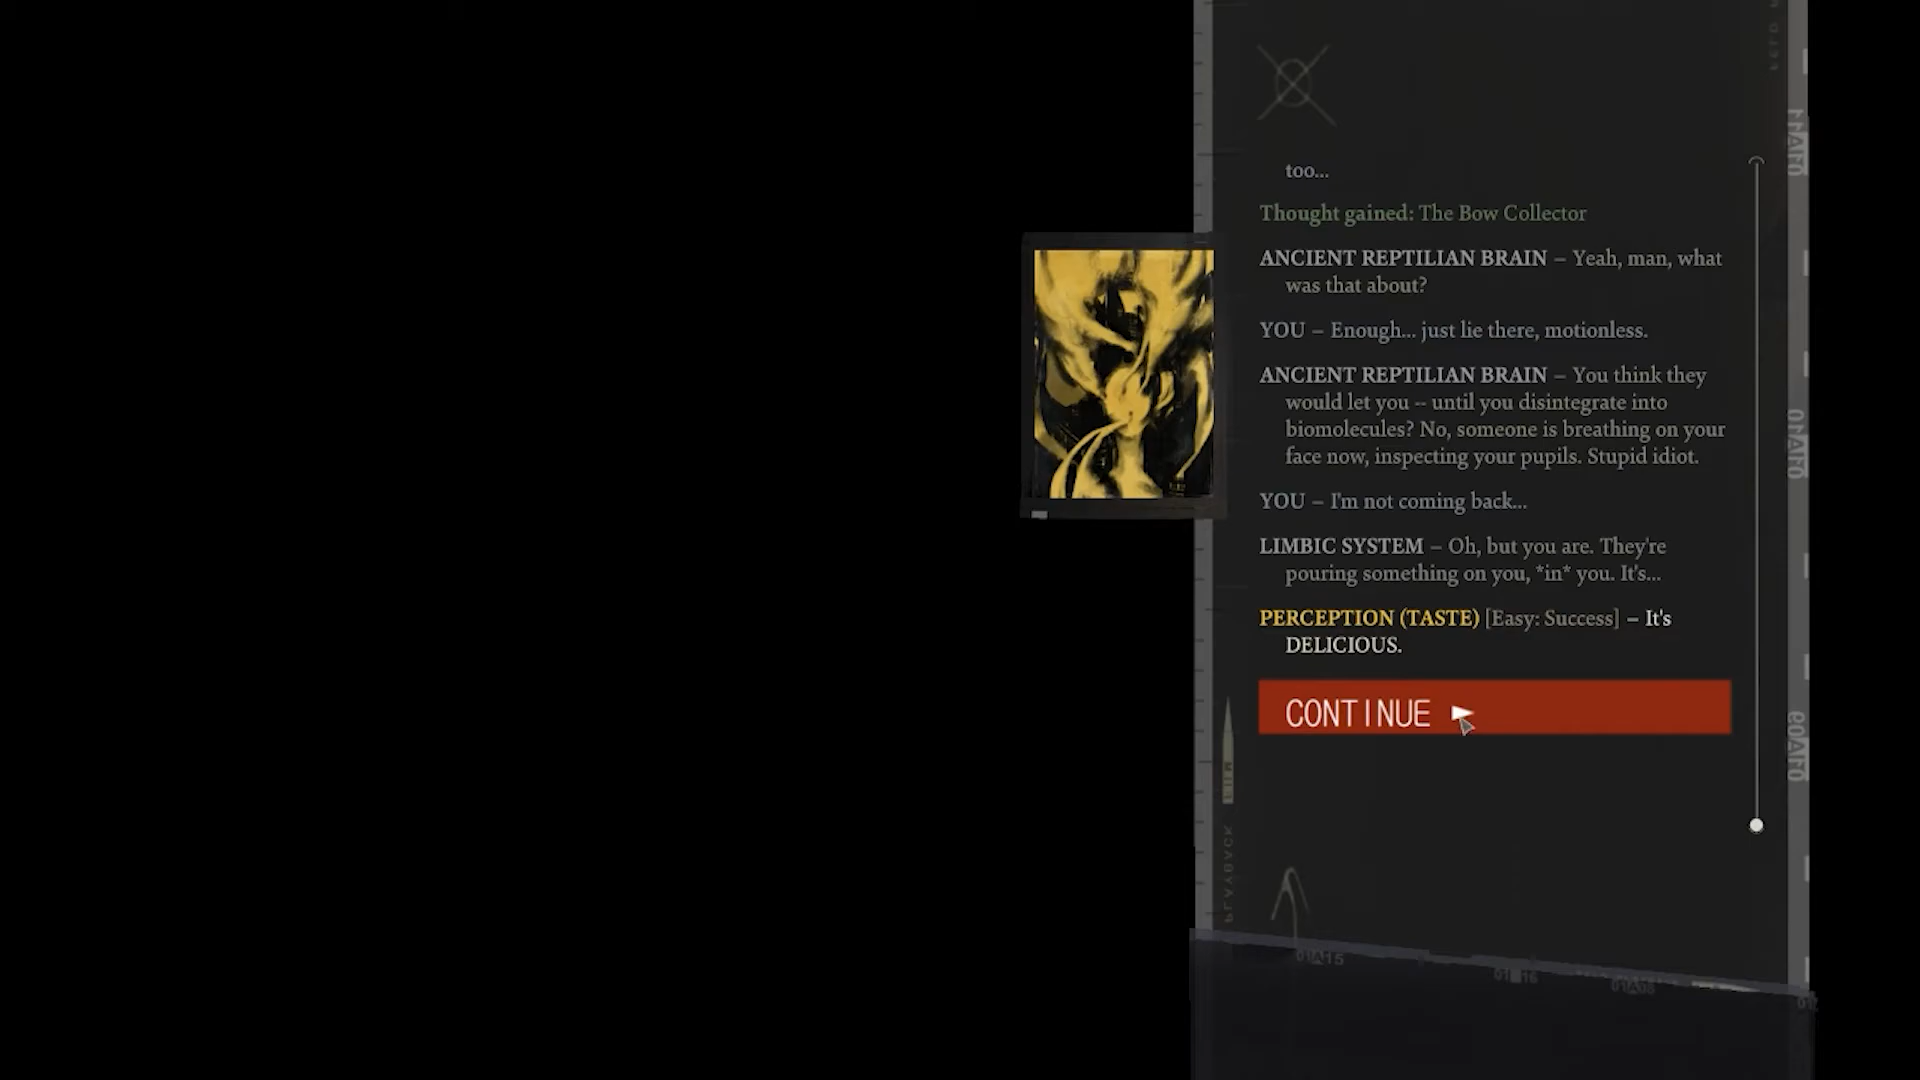 too...
Thought gained: The Bow Collector
ANCIENT REPTILIAN BRAIN – Yeah, man, what
was that about?
YOU – Enough... just lie there, motionless.
ANCIENT REPTILIAN BRAIN – You think they
would let you -- until you disintegrate into
biomolecules? No, someone is breathing on your
face now, inspecting your pupils. Stupid idiot.
YOU – I'm not coming back...
LIMBIC SYSTEM – Oh, but you are. They're
pouring something on you, *in* you. It's...
PERCEPTION (TASTE) [Easy: Success] – It's
DELICIOUS.
CONTINUE
PLAYBACK
01A15
01A16